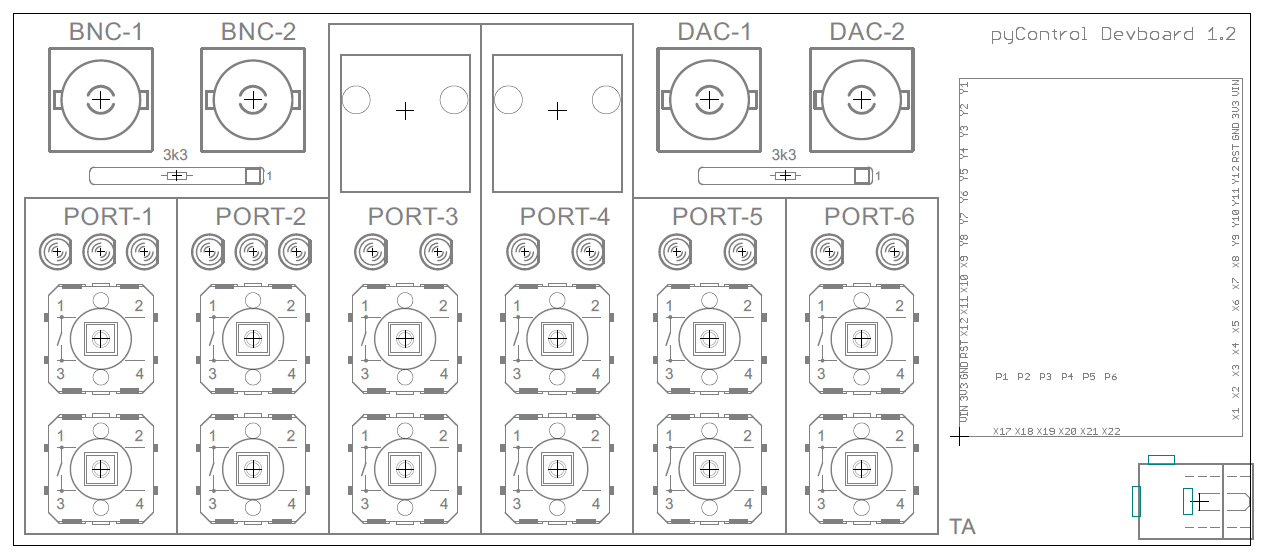 BNC-1 BNC-2 DAC-1 DAC-2 pyControl Devboard 1.2
3k3 1 3k3 1
PORT-1 PORT-2 PORT-3 PORT-4 PORT-5 PORT-6
1 2 1 2 1 2 1 2 1 2 1 2
3 4 3 4 3 4 3 4 3 4 3 4
1 2 1 2 1 2 1 2 1 2 1 2
3 4 3 4 3 4 3 4 3 4 3 4
TA
VIN 3V3 GND RST X12 X11 X10 X9 Y8 Y7 Y6 Y5 Y4 Y3 Y2 Y1
P1 P2 P3 P4 P5 P6
X17 X18 X19 X20 X21 X22
X1 X2 X3 X4 X5 X6 X7 X8 Y9 Y10 Y11 Y12 RST GND 3V3 VIN